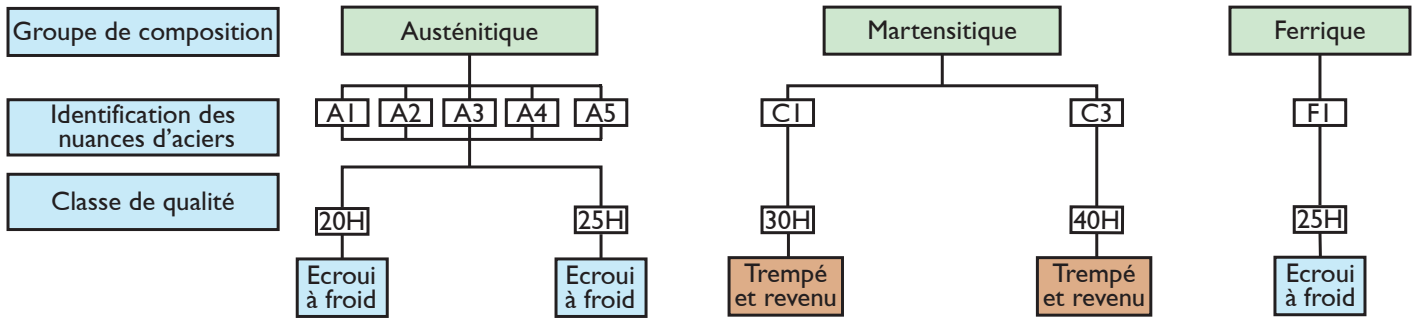 Groupe de composition
Austénitique
Martensitique
Ferrique
Identification des
nuances d'aciers
A1
A2
A3
A4
A5
C1
C3
F1
Classe de qualité
20H
25H
30H
40H
25H
Ecroui
à froid
Ecroui
à froid
Trempé
et revenu
Trempé
et revenu
Ecroui
à froid